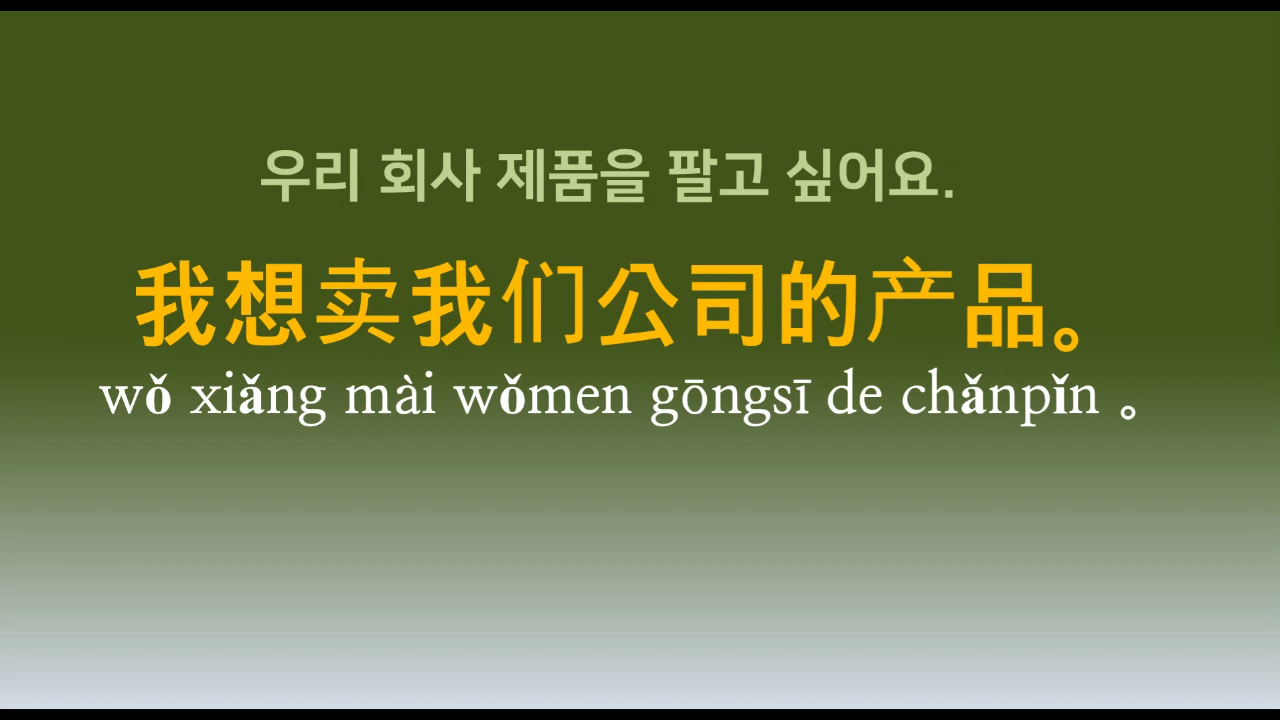 우리 회사 제품을 팔고 싶어요.
我想卖我们公司的产品。
wǒ xiǎng mài wǒmen gōngsī de chǎnpǐn 。